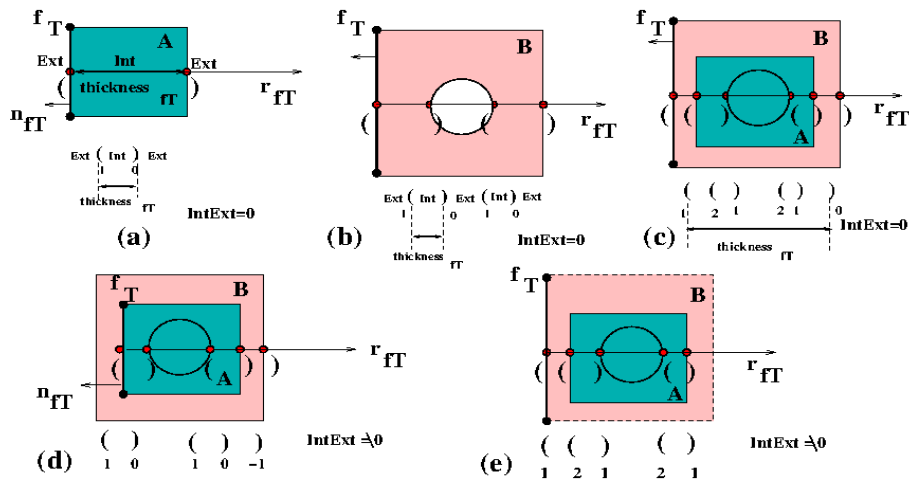 f T
A
Ext Int Ext
( thickness )
fT
r fT
n fT
Ext ( Int ) Ext
1 0
thickness
fT
IntExt=0
(a)
f T
B
( ) ( )
r fT
Ext ( Int ) Ext ( Int ) Ext
1 0 1 0
thickness
fT
IntExt=0
(b)
f T
B
( ( ) ( ) )
A
r fT
( ( ) ( ) )
1 2 1 2 1 0
thickness
fT
IntExt=0
(c)
f T
B
( ) ( ) )
A
r fT
n fT
( ) ( ) )
1 0 1 0 -1
IntExt ≠0
(d)
f T
B
( ( ) ( )
A
r fT
( ( ) ( )
1 2 1 2 1
IntExt ≠0
(e)